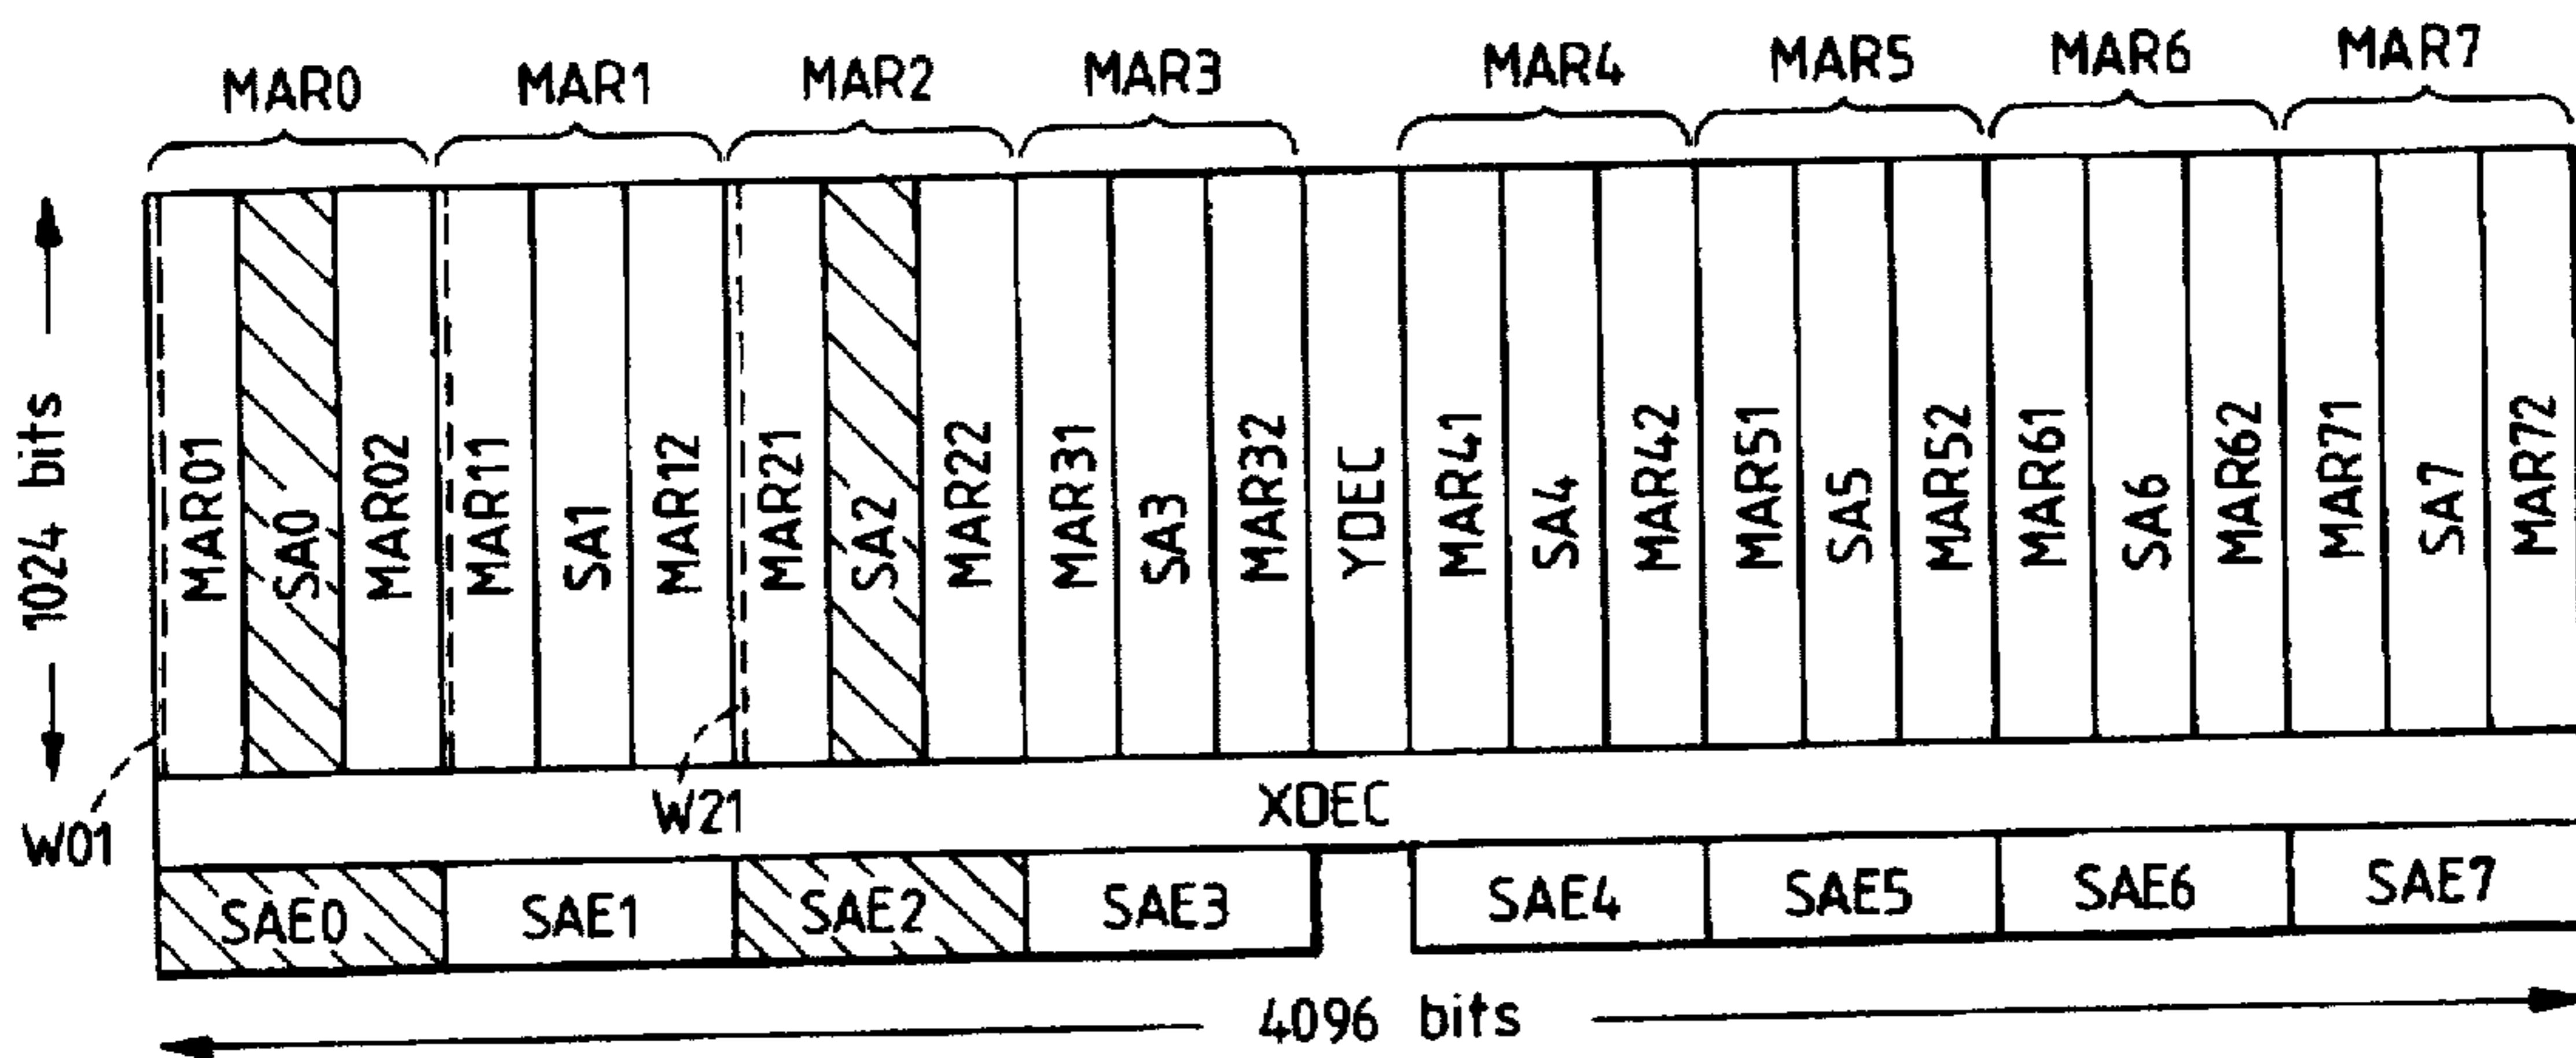 MAR0 MAR1 MAR2 MAR3 MAR4 MAR5 MAR6 MAR7
1024 bits
MAR01 SA0 MAR02 MAR11 SA1 MAR12 MAR21 SA2 MAR22 MAR31 SA3 MAR32 YDEC MAR41 SA4 MAR42 MAR51 SA5 MAR52 MAR61 SA6 MAR62 MAR71 SA7 MAR72
W01 W21 XDEC
SAE0 SAE1 SAE2 SAE3 SAE4 SAE5 SAE6 SAE7
4096 bits